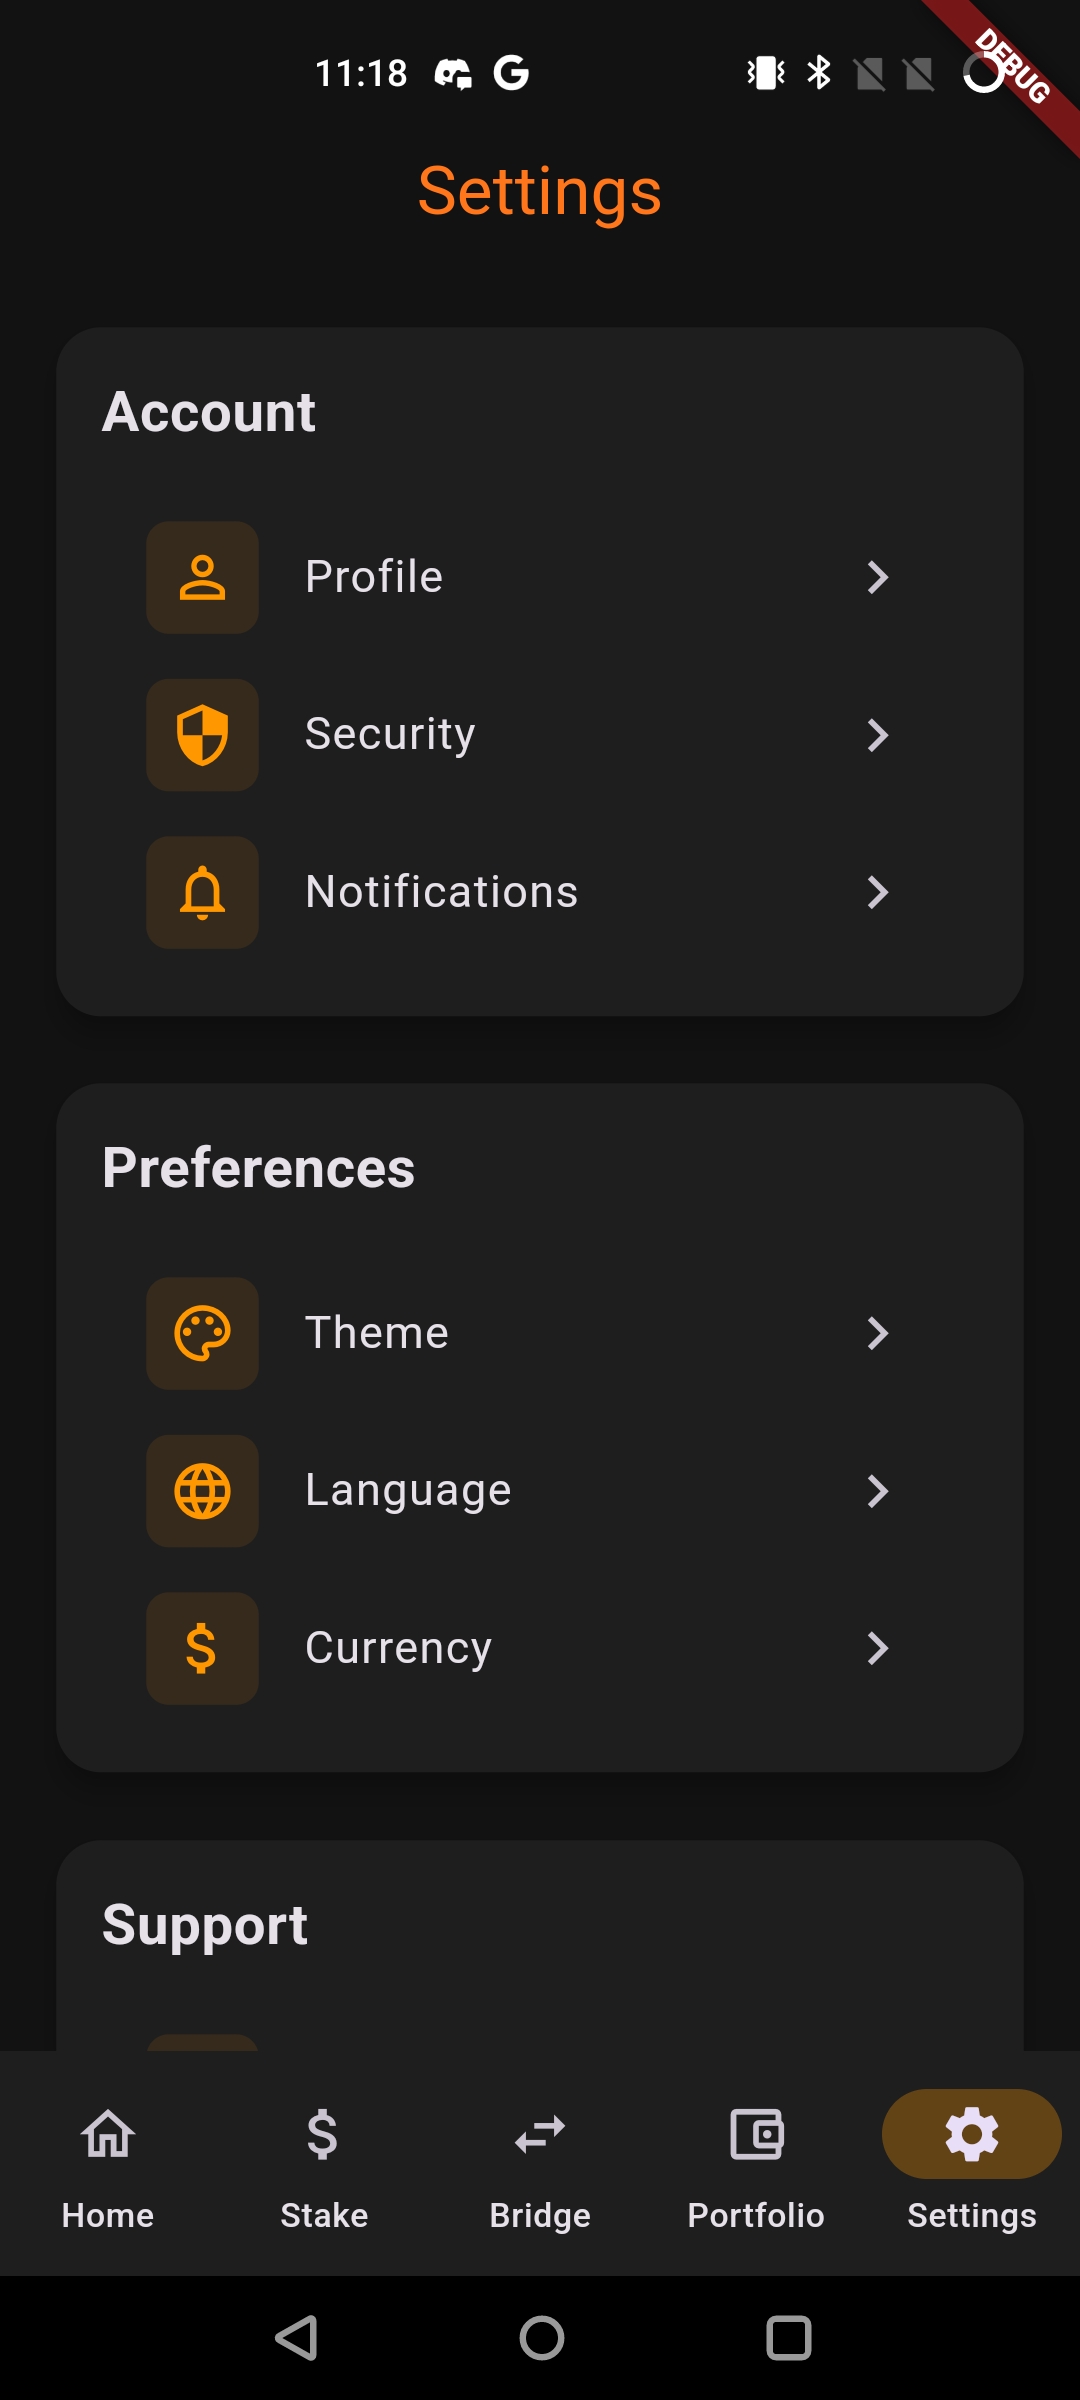 11:18
DEBUG
Settings
Account
Profile
Security
Notifications
Preferences
Theme
Language
$ Currency
Support
$
Home
Stake
Bridge
Portfolio
Settings